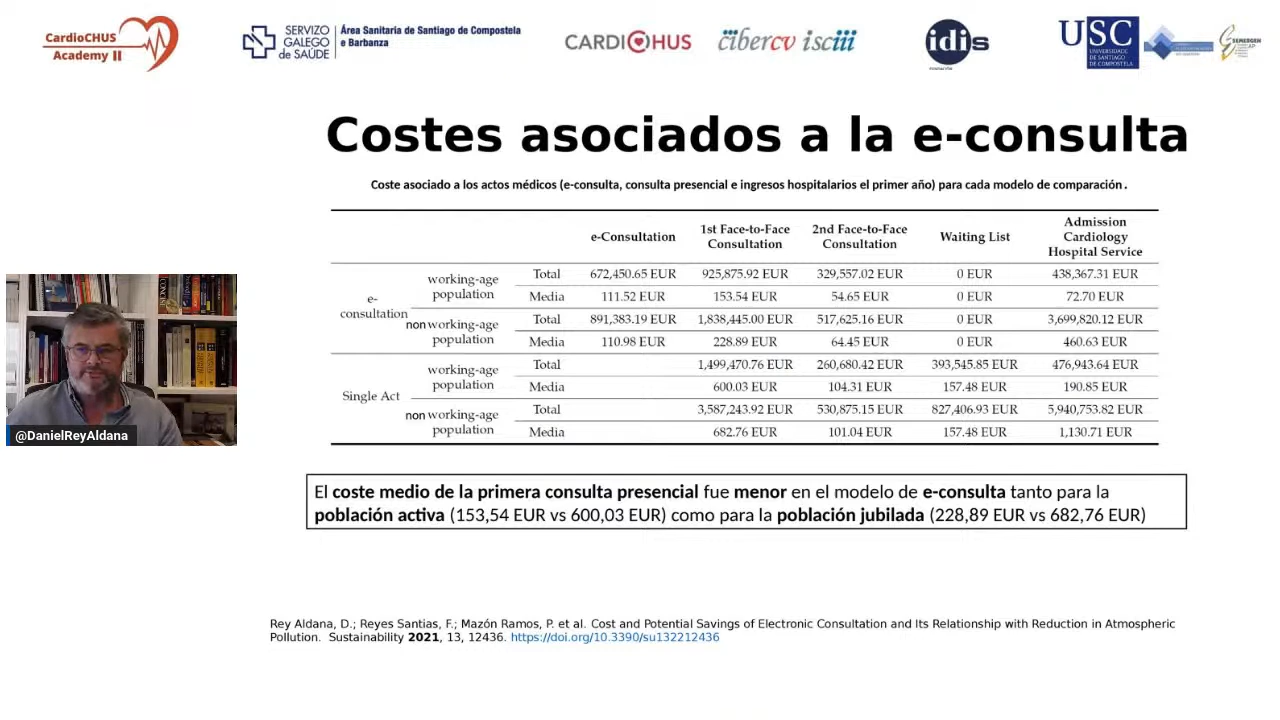 CardioCHUS
Academy II
SERVIZO
GALEGO
de SAÚDE
Área Sanitaria de Santiago de Compostela
e Barbanza
CARDIOHUS
cibercv isciii
idis
FUNDACIÓN
USC
UNIVERSIDADE
DE SANTIAGO
DE COMPOSTELA
SEMERGEN
Costes asociados a la e-consulta
Coste asociado a los actos médicos (e-consulta, consulta presencial e ingresos hospitalarios el primer año) para cada modelo de comparación.
e-Consultation 1st Face-to-Face Consultation 2nd Face-to-Face Consultation Waiting List Admission Cardiology Hospital Service
e-consultation working-age population Total 672,450.65 EUR 925,875.92 EUR 329,557.02 EUR 0 EUR 438,367.31 EUR
Media 111.52 EUR 153.54 EUR 54.65 EUR 0 EUR 72.70 EUR
non working-age population Total 891,383.19 EUR 1,838,445.00 EUR 517,625.16 EUR 0 EUR 3,699,820.12 EUR
Media 110.98 EUR 228.89 EUR 64.45 EUR 0 EUR 460.63 EUR
Single Act working-age population Total 1,499,470.76 EUR 260,680.42 EUR 393,545.85 EUR 476,943.64 EUR
Media 600.03 EUR 104.31 EUR 157.48 EUR 190.85 EUR
non working-age population Total 3,587,243.92 EUR 530,875.15 EUR 827,406.93 EUR 5,940,753.82 EUR
Media 682.76 EUR 101.04 EUR 157.48 EUR 1,130.71 EUR
@DanielReyAldana
El coste medio de la primera consulta presencial fue menor en el modelo de e-consulta tanto para la
población activa (153,54 EUR vs 600,03 EUR) como para la población jubilada (228,89 EUR vs 682,76 EUR)
Rey Aldana, D.; Reyes Santias, F.; Mazón Ramos, P. et al. Cost and Potential Savings of Electronic Consultation and Its Relationship with Reduction in Atmospheric
Pollution. Sustainability 2021, 13, 12436. https://doi.org/10.3390/su132212436